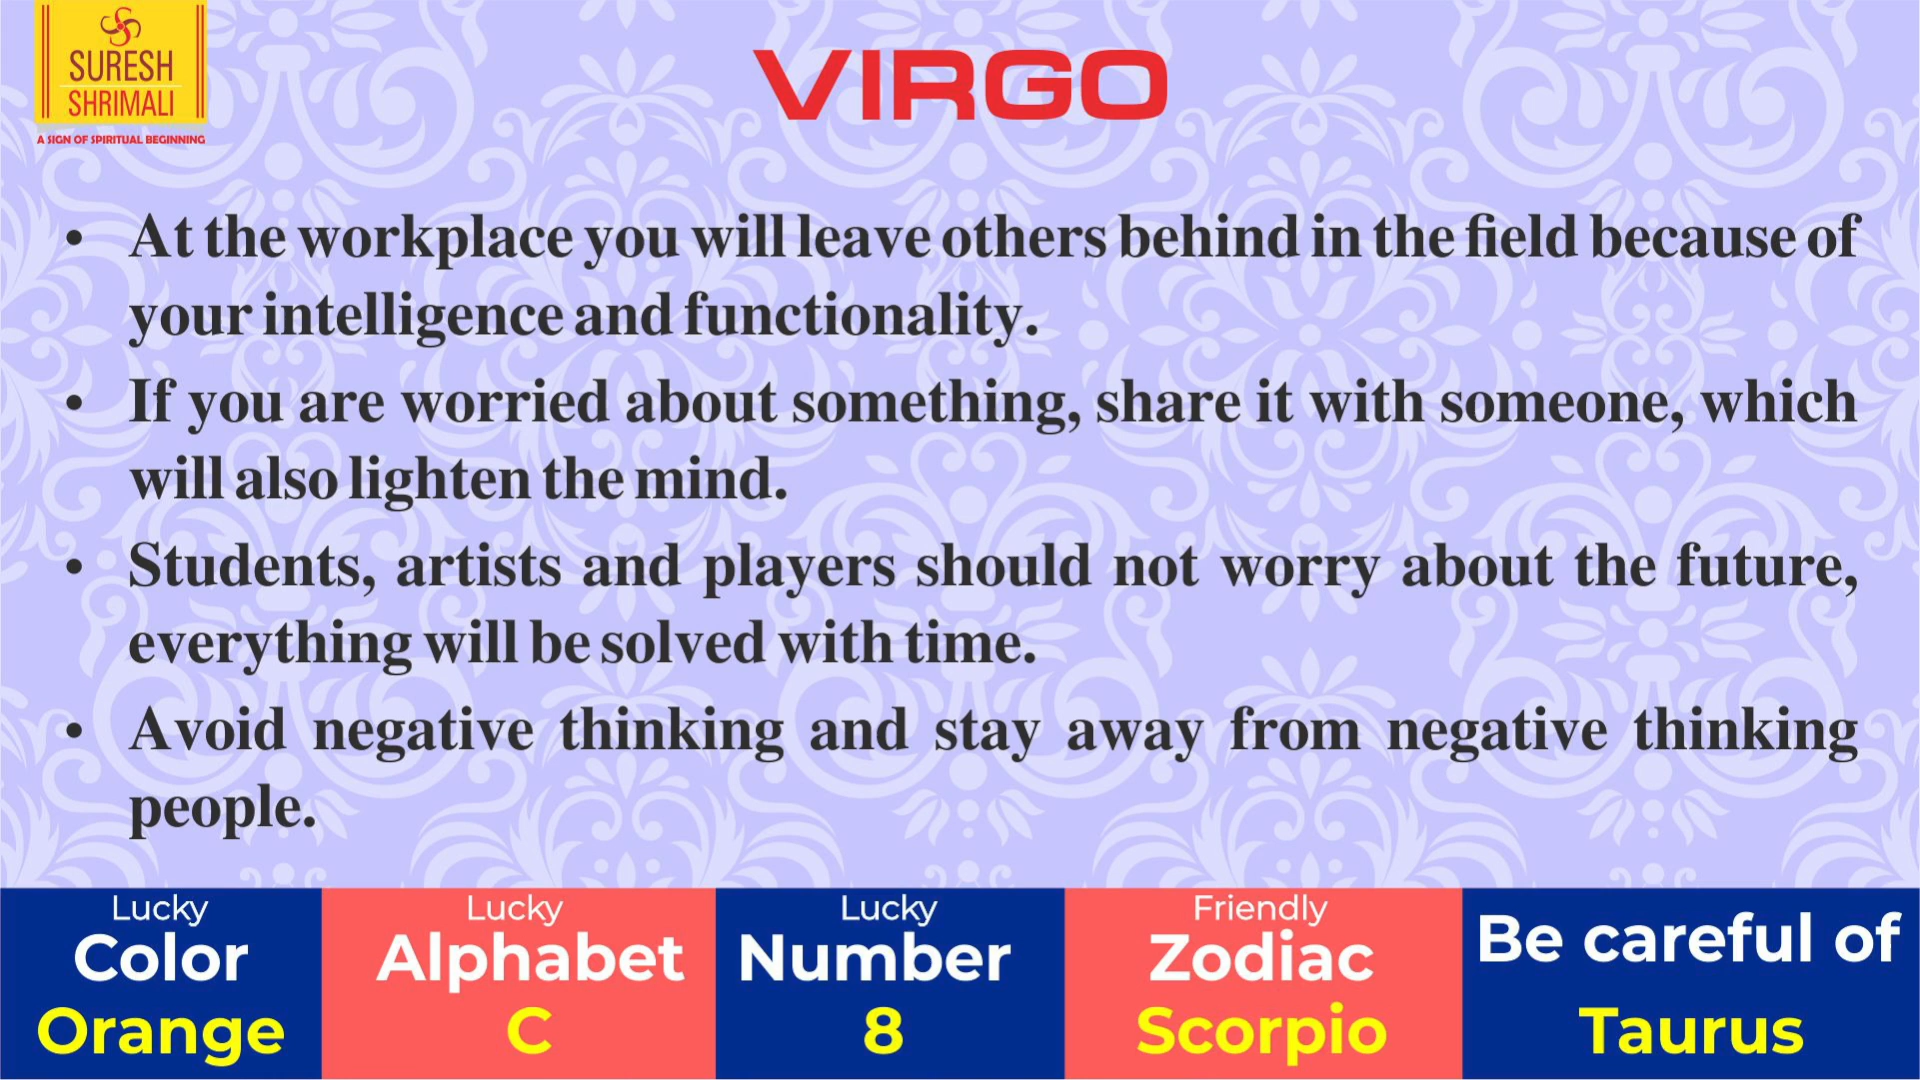 SURESH
SHRIMALI
A SIGN OF SPIRITUAL BEGINNING
VIRGO
• At the workplace you will leave others behind in the field because of
your intelligence and functionality.
• If you are worried about something, share it with someone, which
will also lighten the mind.
• Students, artists and players should not worry about the future,
everything will be solved with time.
• Avoid negative thinking and stay away from negative thinking
people.
Lucky
Color
Orange
Lucky
Alphabet
C
Lucky
Number
8
Friendly
Zodiac
Scorpio
Be careful of
Taurus